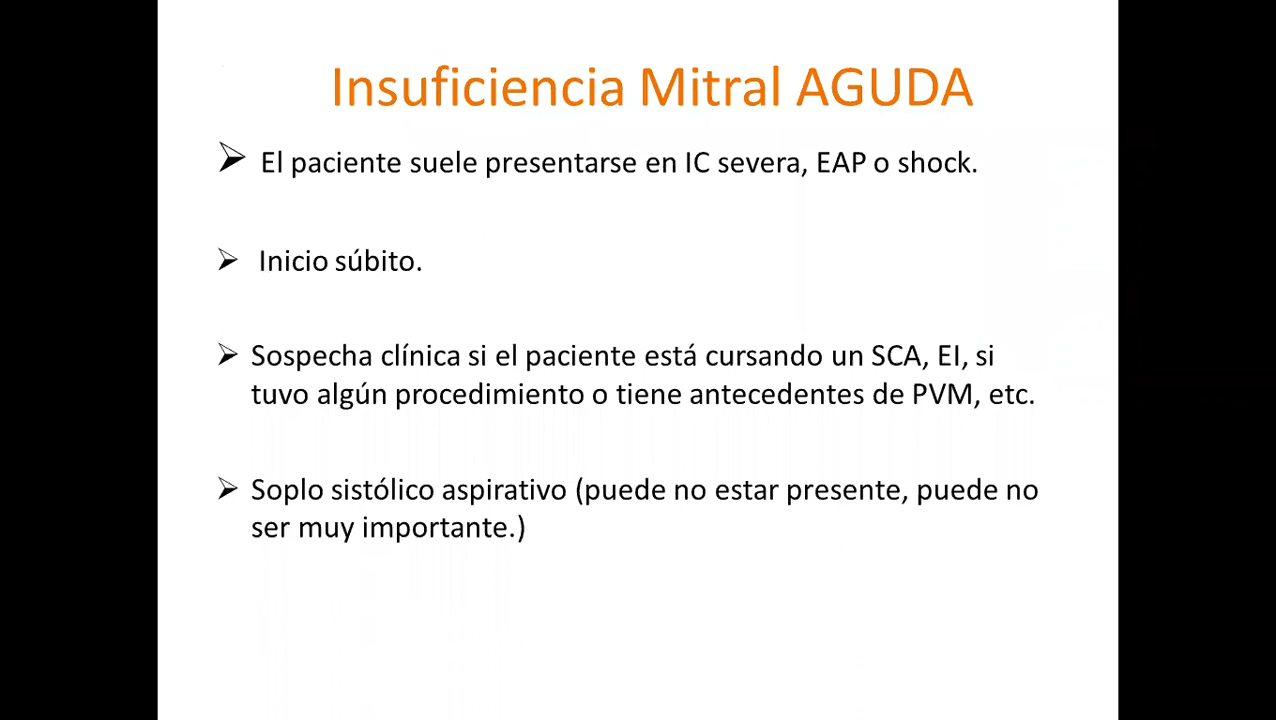 Insuficiencia Mitral AGUDA
➢ El paciente suele presentarse en IC severa, EAP o shock.
➢ Inicio súbito.
➢ Sospecha clínica si el paciente está cursando un SCA, EI, si
tuvo algún procedimiento o tiene antecedentes de PVM, etc.
➢ Soplo sistólico aspirativo (puede no estar presente, puede no
ser muy importante.)